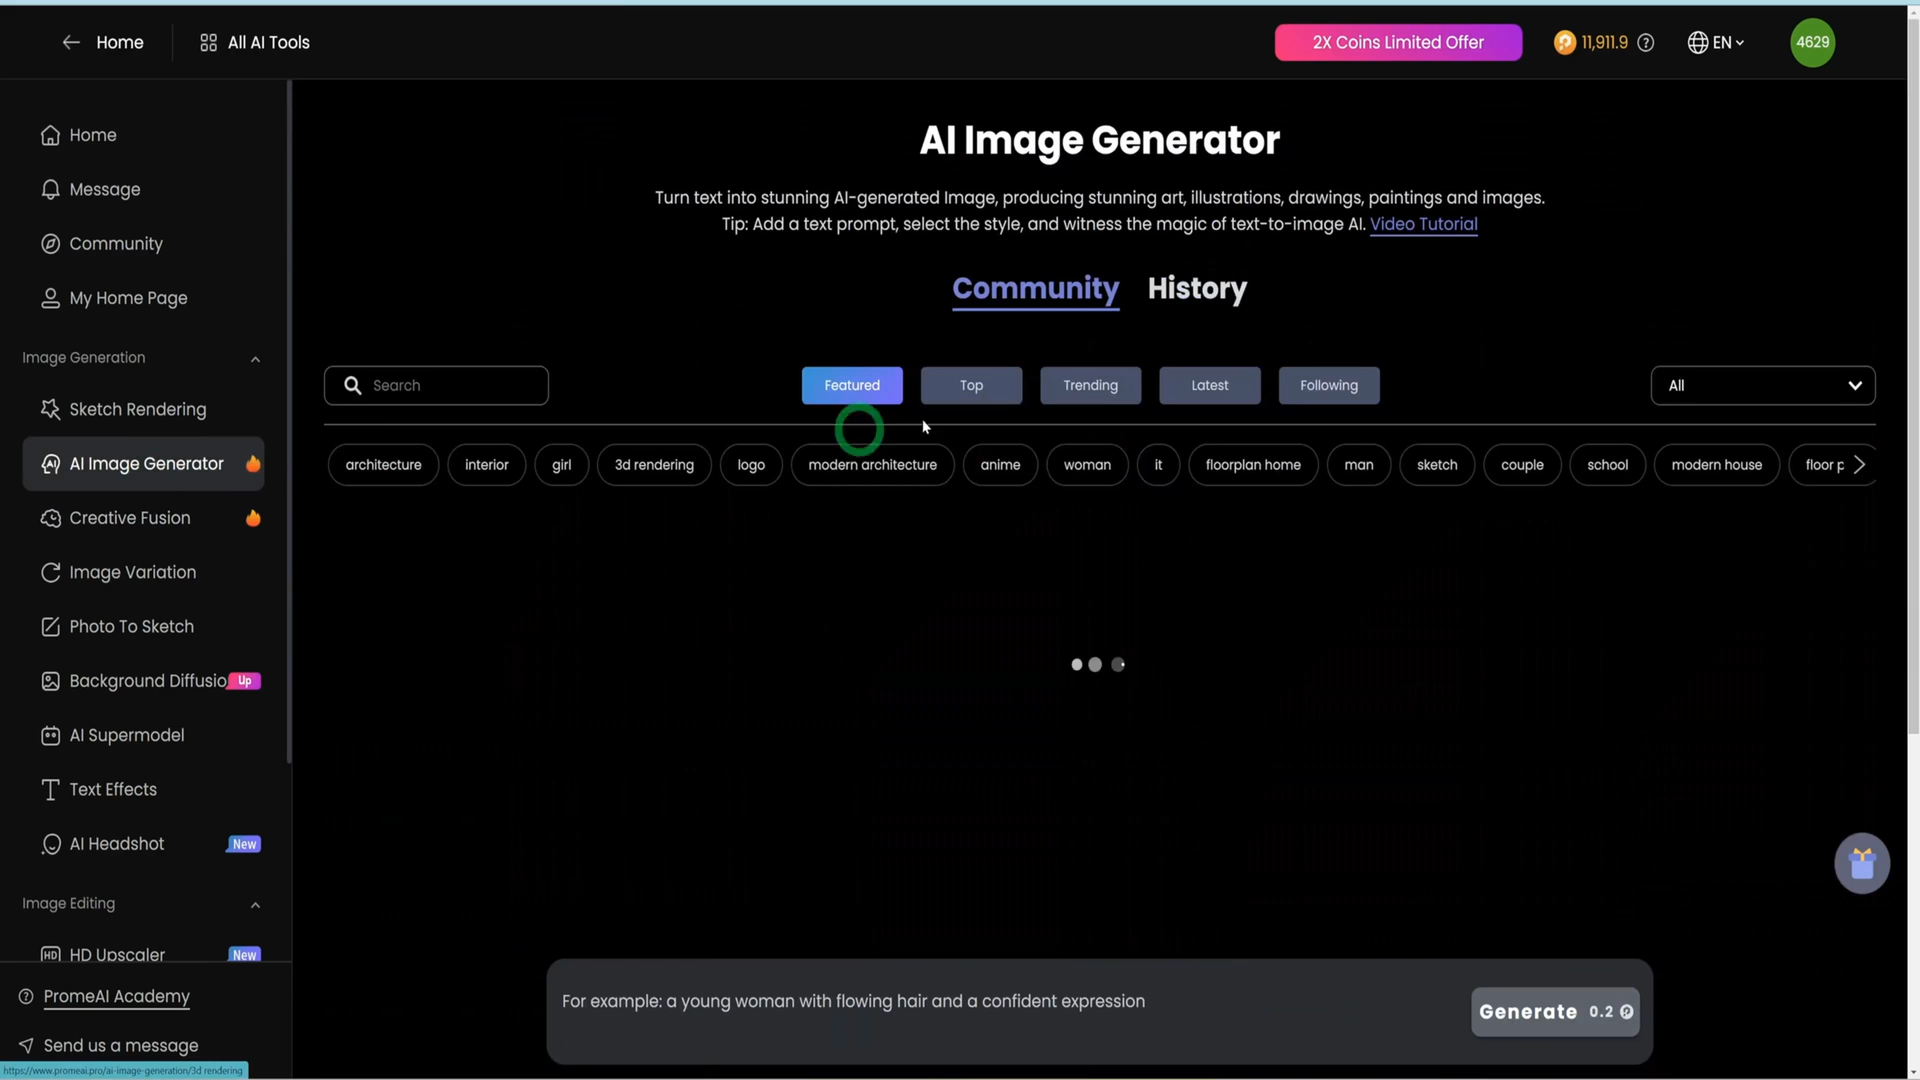 Home
All AI Tools
2X Coins Limited Offer
11,911.9
EN
4629
Home
Message
Community
My Home Page
Image Generation
Sketch Rendering
AI Image Generator
Creative Fusion
Image Variation
Photo To Sketch
Background Diffusio
Up
AI Supermodel
Text Effects
AI Headshot
New
Image Editing
HD Upscaler
New
PromeAI Academy
Send us a message
https://www.promeai.pro/ai-image-generation/3d rendering
AI Image Generator
Turn text into stunning AI-generated Image, producing stunning art, illustrations, drawings, paintings and images.
Tip: Add a text prompt, select the style, and witness the magic of text-to-image AI. Video Tutorial
Community
History
Search
Featured
Top
Trending
Latest
Following
All
architecture
interior
girl
3d rendering
logo
modern architecture
anime
woman
it
floorplan home
man
sketch
couple
school
modern house
floor p
For example: a young woman with flowing hair and a confident expression
Generate 0.2